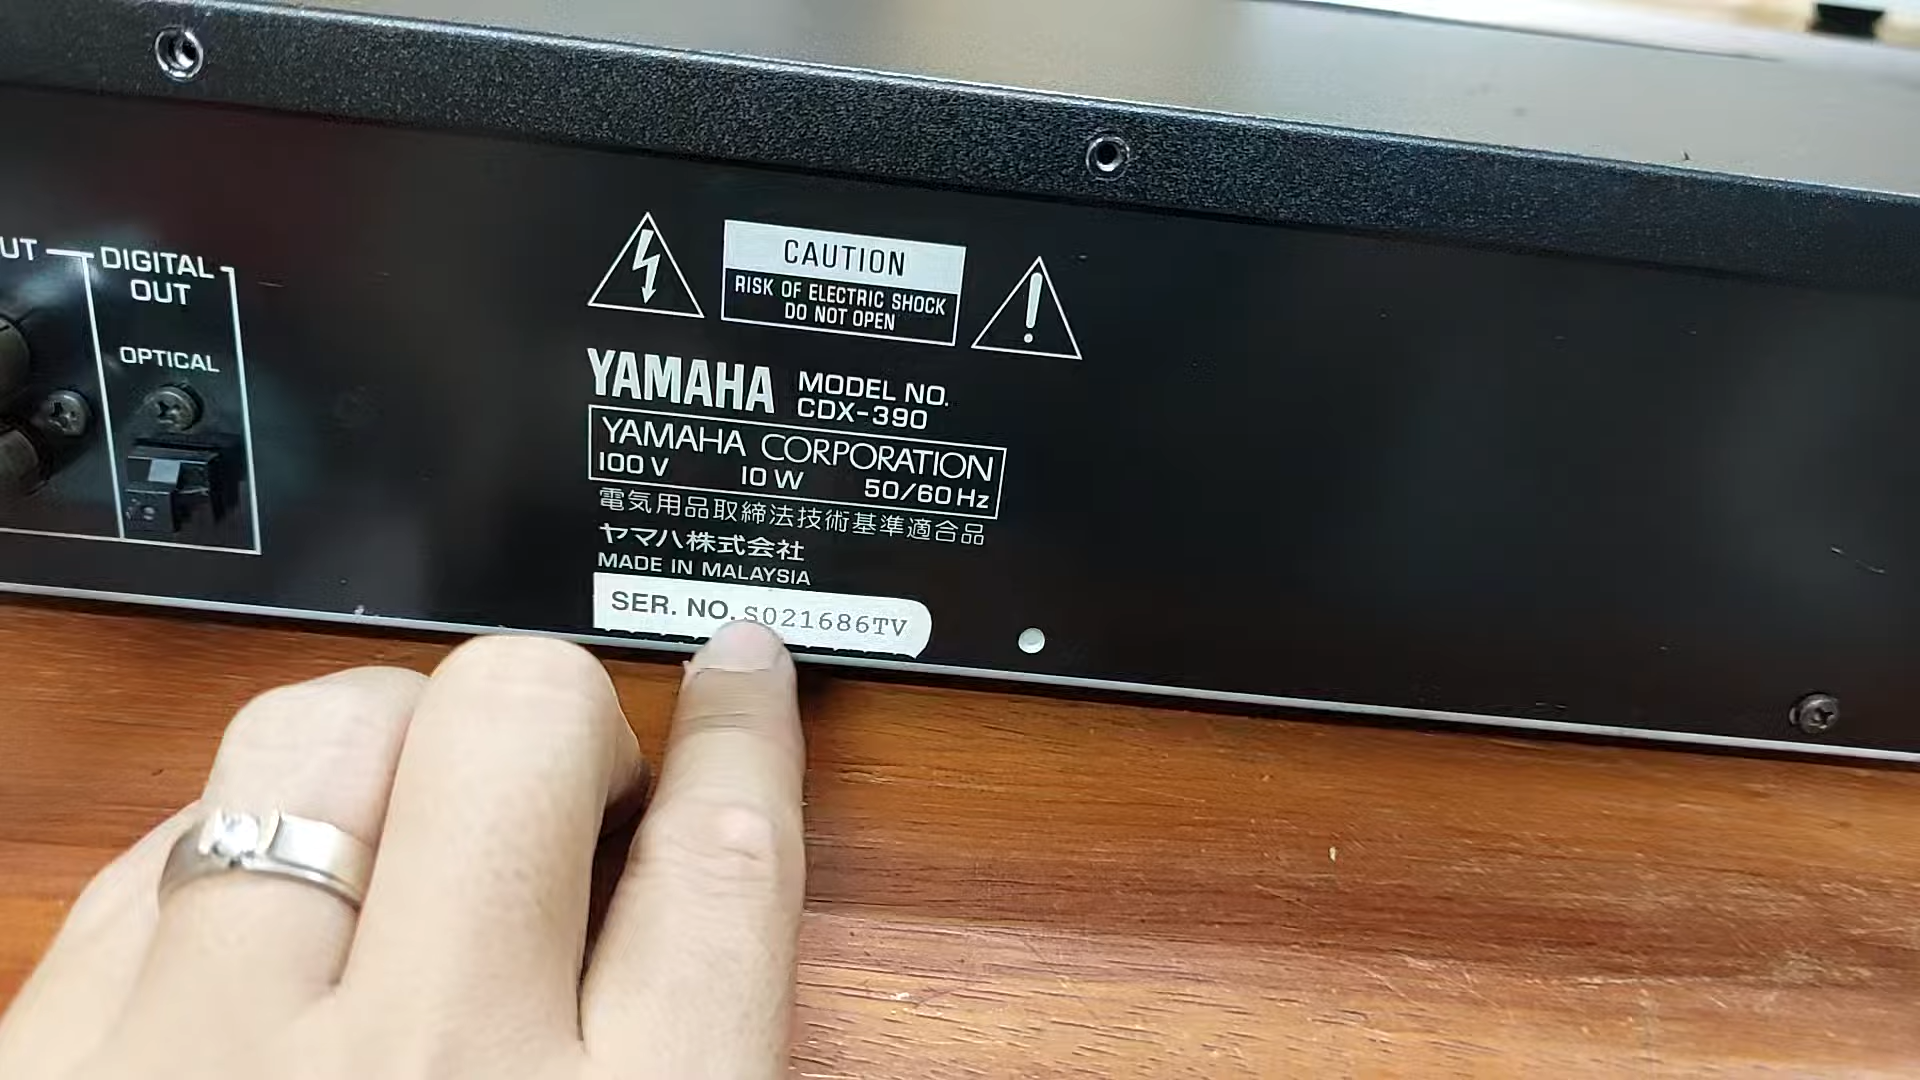 UT
DIGITAL
OUT
OPTICAL
CAUTION
RISK OF ELECTRIC SHOCK
DO NOT OPEN
YAMAHA MODEL NO.
CDX-390
YAMAHA CORPORATION
100 V 10 W 50/60 Hz
電気用品取締法技術基準適合品
ヤマハ株式会社
MADE IN MALAYSIA
SER. NO. S021686TV